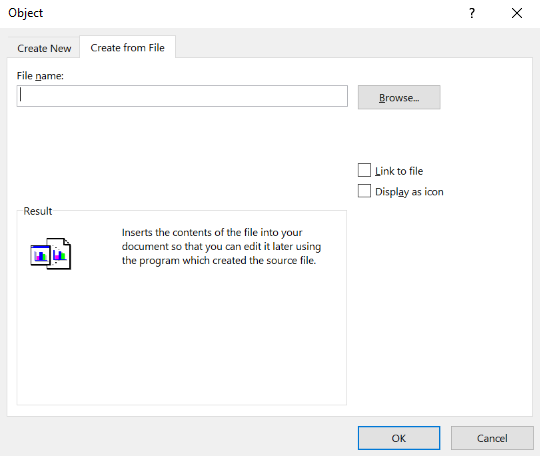 Object
?
Create New
Create from File
File name:
Browse...
Link to file
Display as icon
Result
Inserts the contents of the file into your
document so that you can edit it later using
the program which created the source file.
OK
Cancel